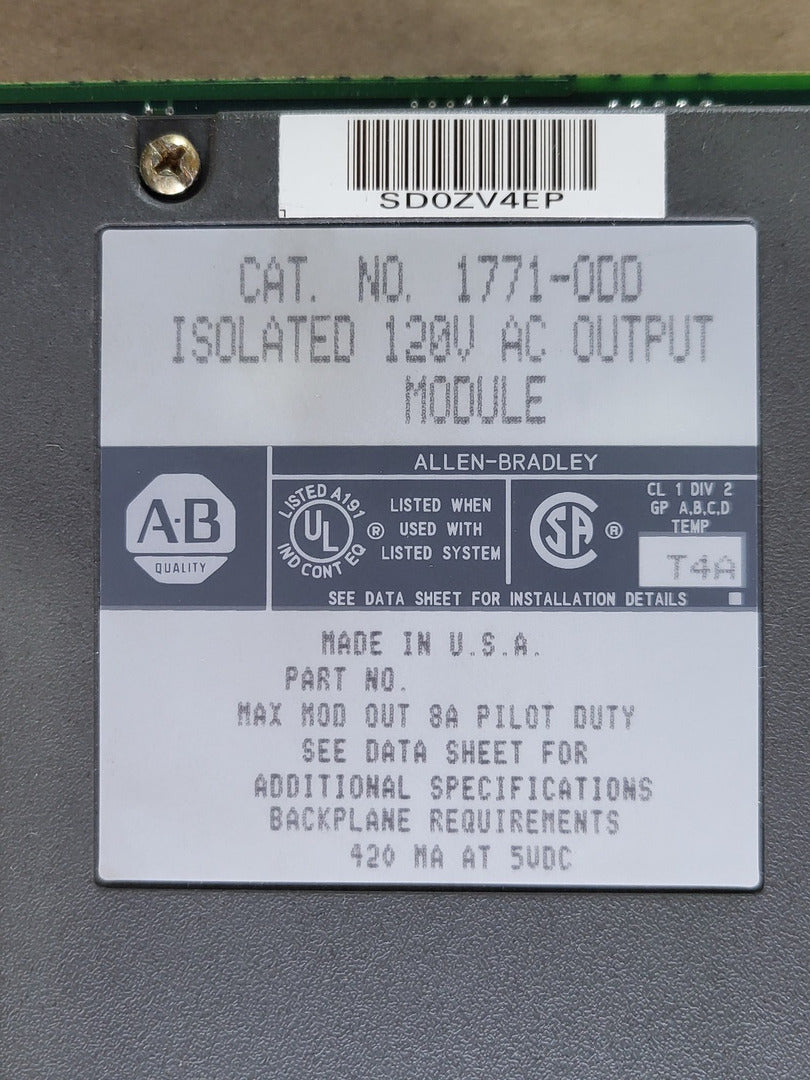 SD0ZV4EP
CAT. NO. 1771-ODD
ISOLATED 120V AC OUTPUT
MODULE
ALLEN-BRADLEY
A-B
QUALITY
LISTED A191
UL
IND CONT EQ
®
LISTED WHEN
USED WITH
LISTED SYSTEM
CSA
®
CL 1 DIV 2
GP A,B,C,D
TEMP
T4A
SEE DATA SHEET FOR INSTALLATION DETAILS
MADE IN U.S.A.
PART NO.
MAX MOD OUT 8A PILOT DUTY
SEE DATA SHEET FOR
ADDITIONAL SPECIFICATIONS
BACKPLANE REQUIREMENTS
420 MA AT 5VDC